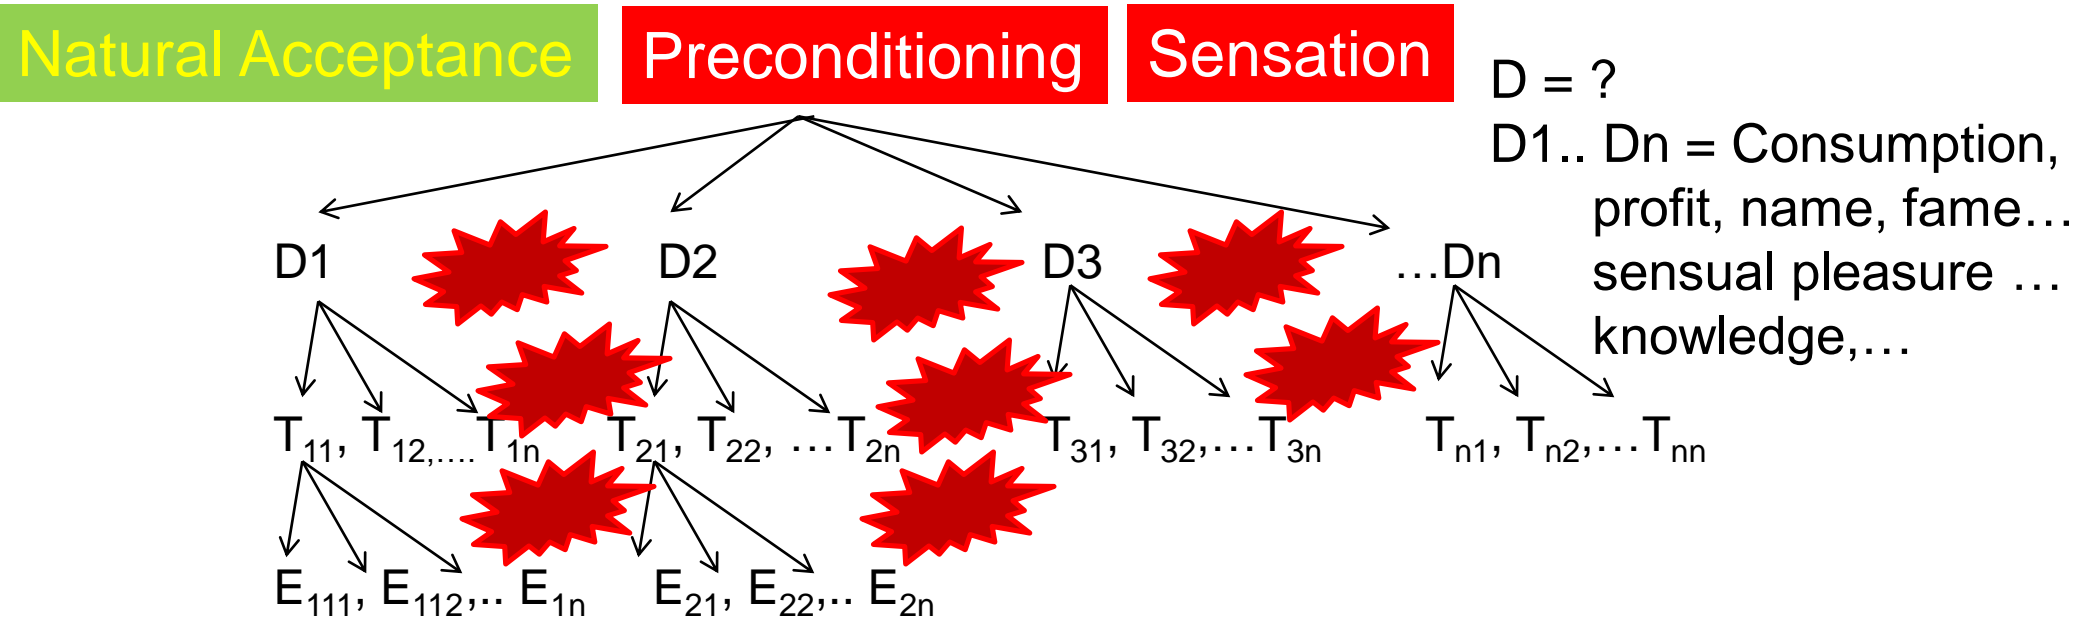 Natural Acceptance Preconditioning Sensation
D = ?
D1.. Dn = Consumption,
profit, name, fame…
sensual pleasure …
knowledge,…
D1 D2 D3 …Dn
T11, T12,…. T1n T21, T22, …T2n T31, T32,…T3n Tn1, Tn2,…Tnn
E111, E112,.. E1n E21, E22,.. E2n